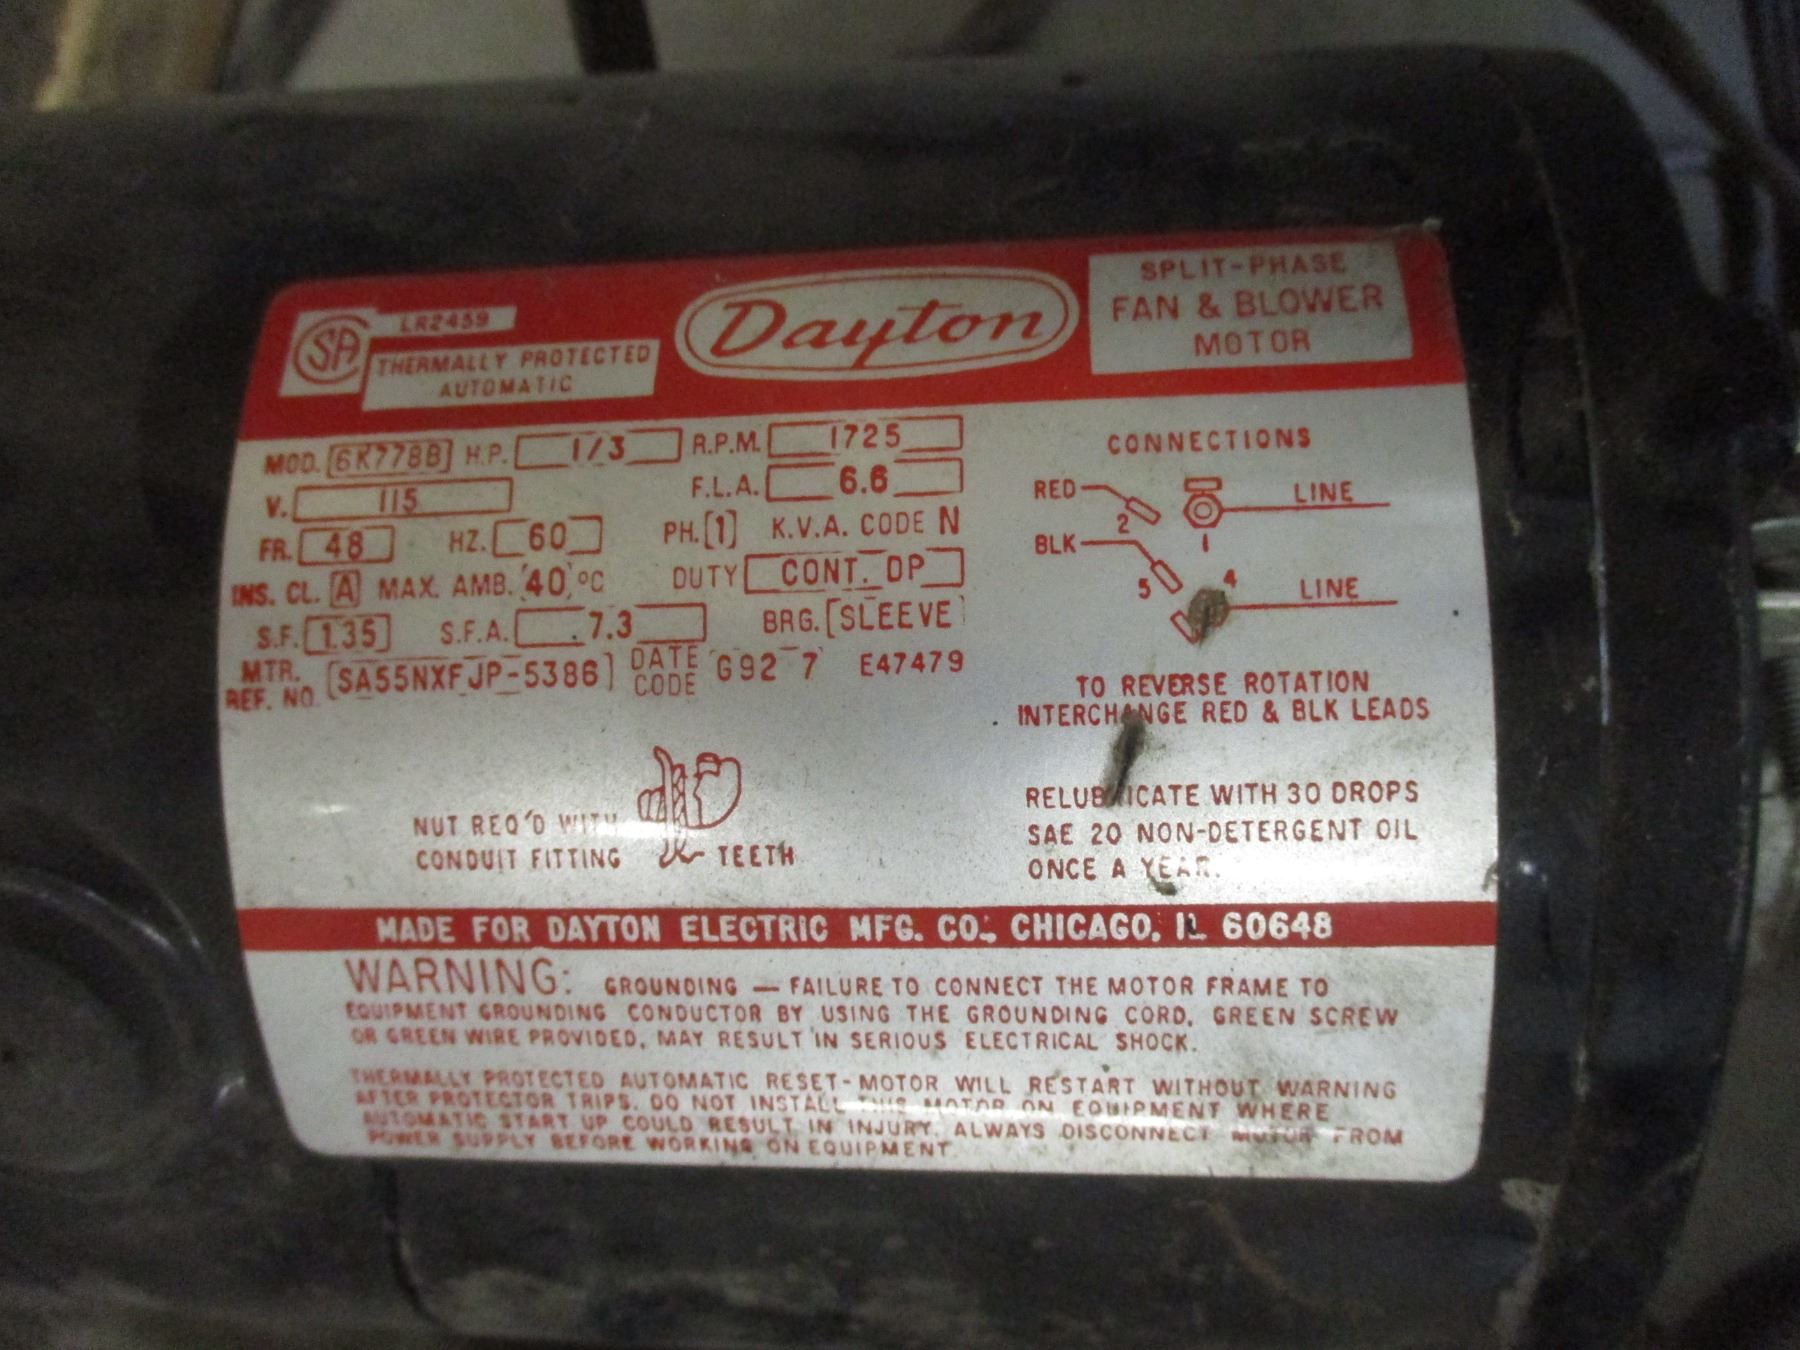 SA LR2459
THERMALLY PROTECTED
AUTOMATIC
Dayton
SPLIT-PHASE
FAN & BLOWER
MOTOR
MOD. 6K778B H.P. 1/3 R.P.M. 1725
V. 115 F.L.A. 6.6
FR. 48 HZ. 60 PH. 1 K.V.A. CODE N
INS. CL. A MAX. AMB. 40 °C DUTY CONT. DP
S.F. 1.35 S.F.A. 7.3 BRG. SLEEVE
MTR. REF. NO. SA55NXFJP-5386 DATE CODE G92 7 E47479
CONNECTIONS
RED 2 LINE
BLK 1
5 4 LINE
TO REVERSE ROTATION
INTERCHANGE RED & BLK LEADS
NUT REQ'D WITH
CONDUIT FITTING TEETH
RELUBRICATE WITH 30 DROPS
SAE 20 NON-DETERGENT OIL
ONCE A YEAR.
MADE FOR DAYTON ELECTRIC MFG. CO., CHICAGO, IL 60648
WARNING: GROUNDING — FAILURE TO CONNECT THE MOTOR FRAME TO
EQUIPMENT GROUNDING CONDUCTOR BY USING THE GROUNDING CORD, GREEN SCREW
OR GREEN WIRE PROVIDED, MAY RESULT IN SERIOUS ELECTRICAL SHOCK.
THERMALLY PROTECTED AUTOMATIC RESET-MOTOR WILL RESTART WITHOUT WARNING
AFTER PROTECTOR TRIPS. DO NOT INSTALL THIS MOTOR ON EQUIPMENT WHERE
AUTOMATIC START UP COULD RESULT IN INJURY. ALWAYS DISCONNECT MOTOR FROM
POWER SUPPLY BEFORE WORKING ON EQUIPMENT.